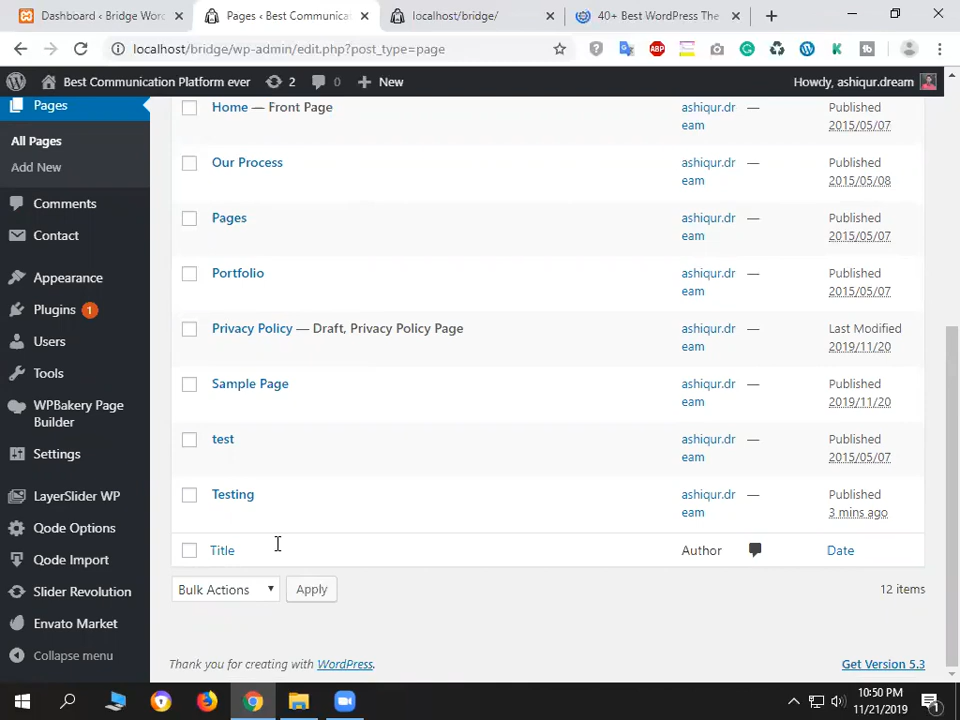 Dashboard ‹ Bridge Wor
Pages ‹ Best Communica
localhost/bridge/
40+ Best WordPress The
localhost/bridge/wp-admin/edit.php?post_type=page
ABP
tb
Best Communication Platform ever
2
0
New
Howdy, ashiqur.dream
Pages
All Pages
Add New
Comments
Contact
Appearance
Plugins 1
Users
Tools
WPBakery Page
Builder
Settings
LayerSlider WP
Qode Options
Qode Import
Slider Revolution
Envato Market
Collapse menu
Home — Front Page
ashiqur.dr
eam
—
Published
2015/05/07
Our Process
ashiqur.dr
eam
—
Published
2015/05/08
Pages
ashiqur.dr
eam
—
Published
2015/05/07
Portfolio
ashiqur.dr
eam
—
Published
2015/05/07
Privacy Policy — Draft, Privacy Policy Page
ashiqur.dr
eam
—
Last Modified
2019/11/20
Sample Page
ashiqur.dr
eam
—
Published
2019/11/20
test
ashiqur.dr
eam
—
Published
2015/05/07
Testing
ashiqur.dr
eam
—
Published
3 mins ago
Title
Author
Date
Bulk Actions
Apply
12 items
Thank you for creating with WordPress.
Get Version 5.3
10:50 PM
11/21/2019
1